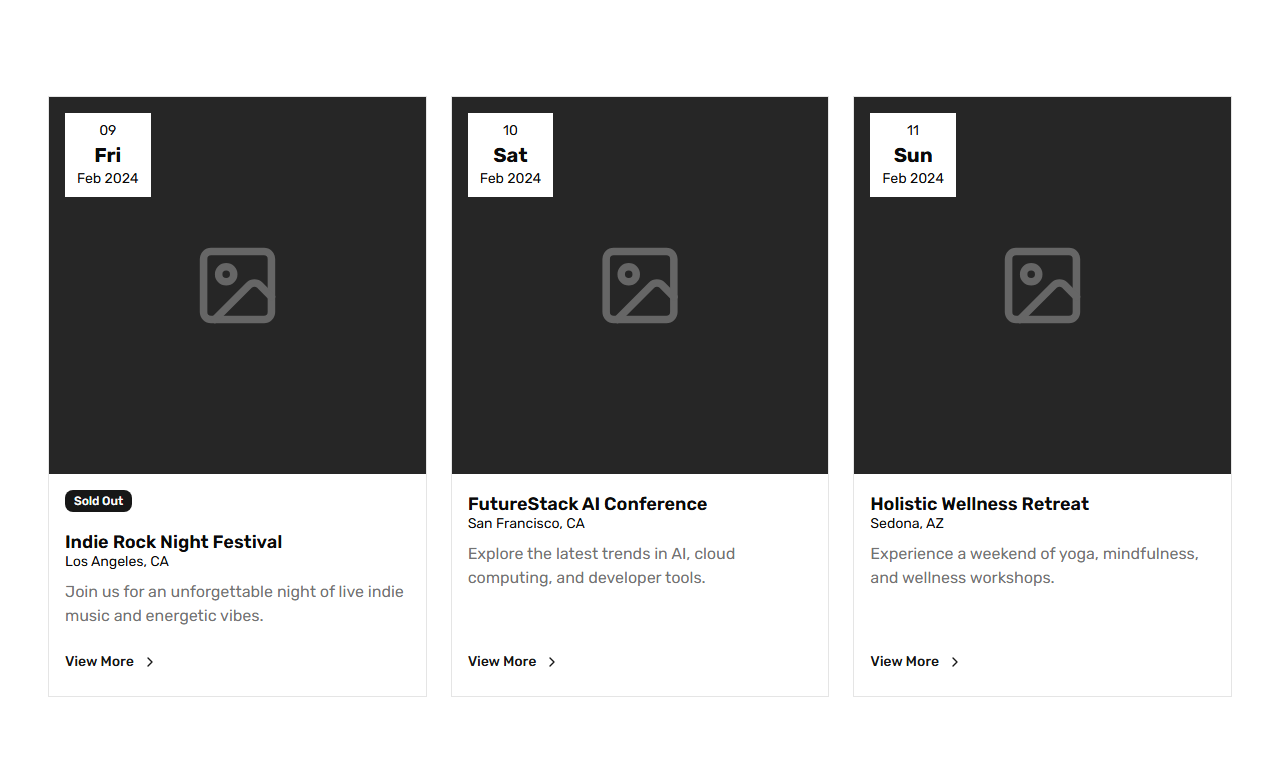 09
Fri
Feb 2024
Sold Out
Indie Rock Night Festival
Los Angeles, CA
Join us for an unforgettable night of live indie
music and energetic vibes.
View More
10
Sat
Feb 2024
FutureStack AI Conference
San Francisco, CA
Explore the latest trends in AI, cloud
computing, and developer tools.
View More
11
Sun
Feb 2024
Holistic Wellness Retreat
Sedona, AZ
Experience a weekend of yoga, mindfulness,
and wellness workshops.
View More